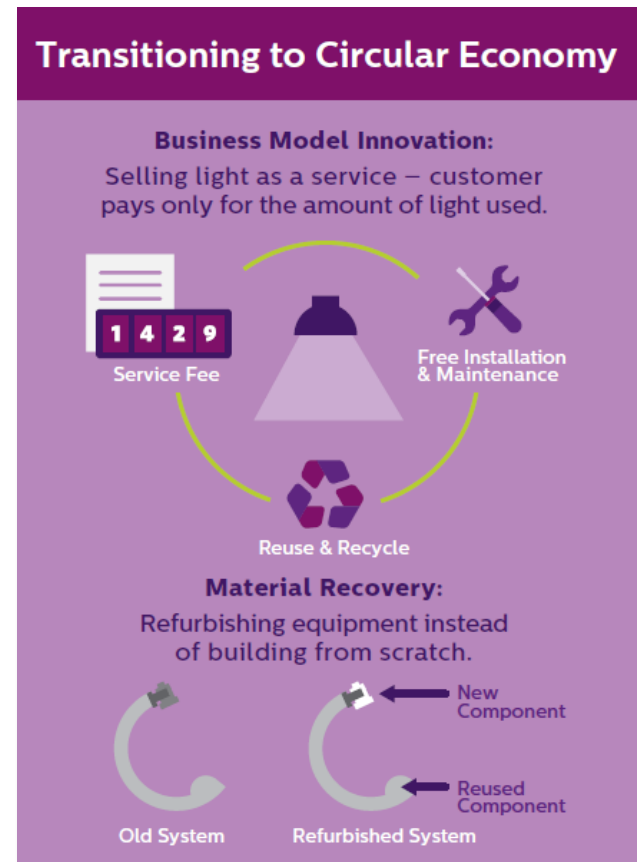 Transitioning to Circular Economy
Business Model Innovation:
Selling light as a service – customer
pays only for the amount of light used.
1 4 2 9
Service Fee
Free Installation
& Maintenance
Reuse & Recycle
Material Recovery:
Refurbishing equipment instead
of building from scratch.
New
Component
Reused
Component
Old System
Refurbished System